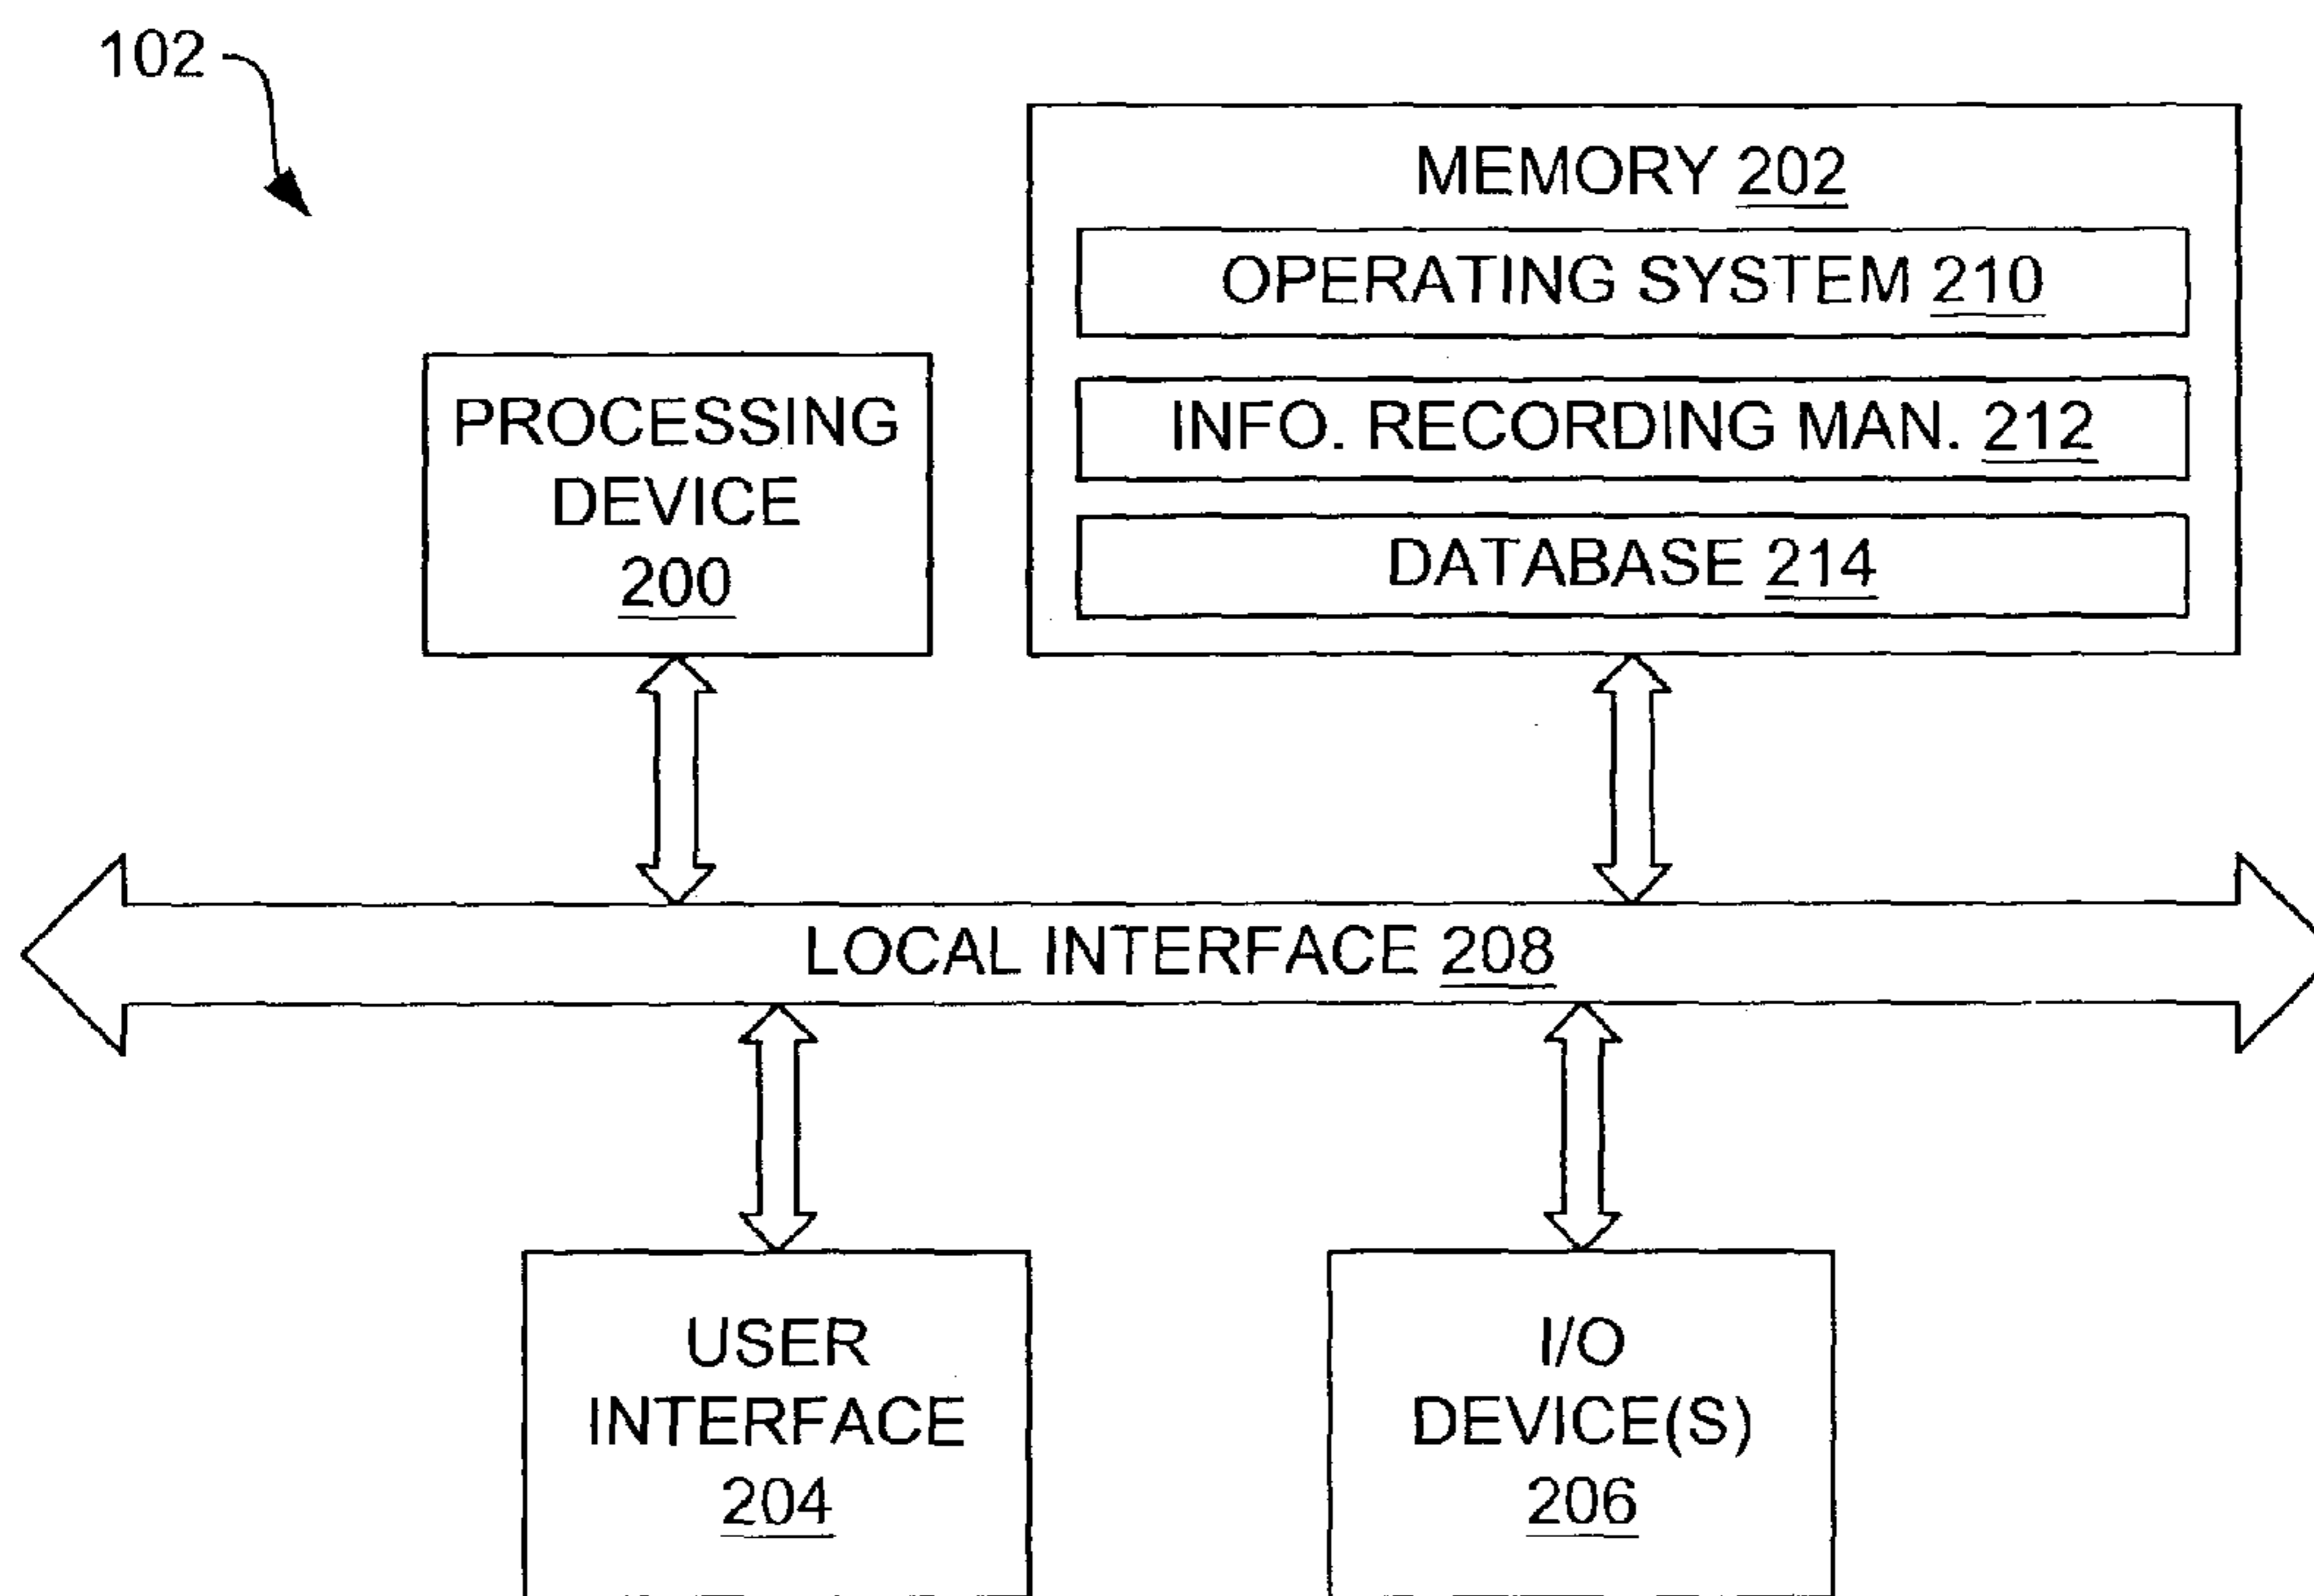 102
MEMORY 202
OPERATING SYSTEM 210
INFO. RECORDING MAN. 212
DATABASE 214
PROCESSING
DEVICE
200
LOCAL INTERFACE 208
USER
INTERFACE
204
I/O
DEVICE(S)
206